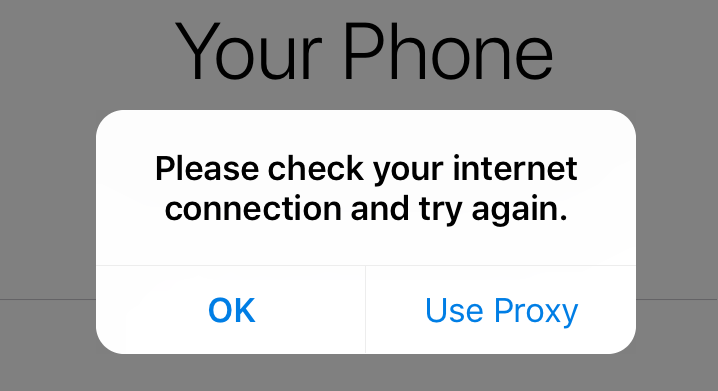 Your Phone
Please check your internet
connection and try again.
OK
Use Proxy